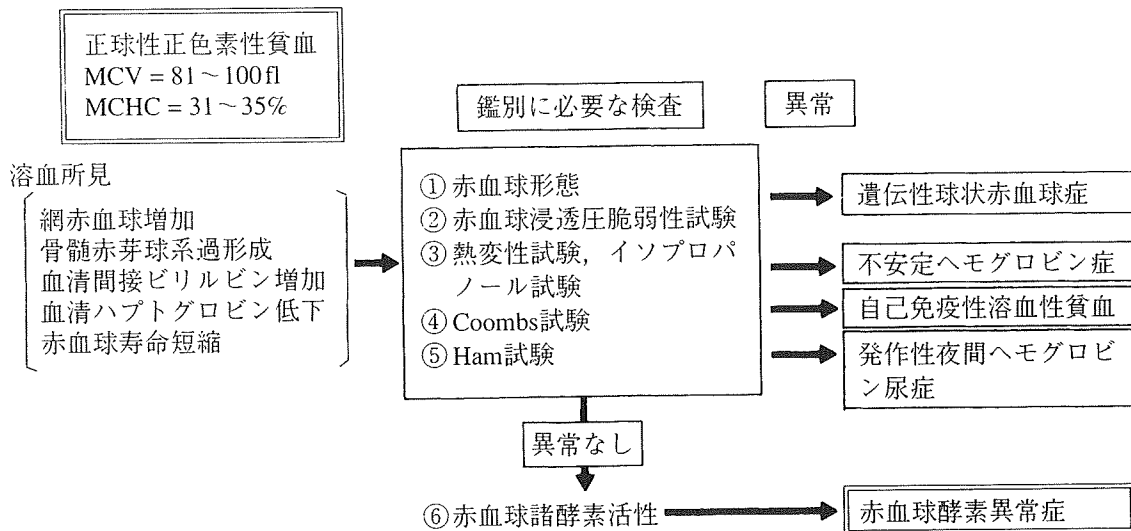 正球性正色素性貧血
MCV = 81～100fl
MCHC = 31～35%
鑑別に必要な検査
異常
溶血所見
網赤血球増加
骨髄赤芽球系過形成
血清間接ビリルビン増加
血清ハプトグロビン低下
赤血球寿命短縮
①赤血球形態
②赤血球浸透圧脆弱性試験
③熱変性試験，イソプロパ
ノール試験
④Coombs試験
⑤Ham試験
遺伝性球状赤血球症
不安定ヘモグロビン症
自己免疫性溶血性貧血
発作性夜間ヘモグロビ
ン尿症
異常なし
⑥赤血球諸酵素活性
赤血球酵素異常症